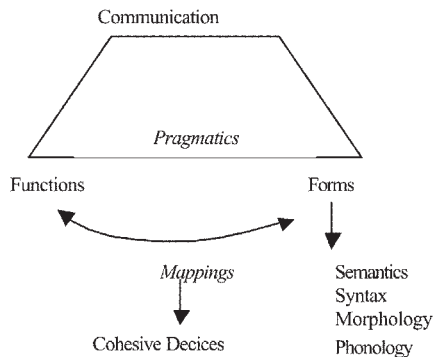 Communication
Pragmatics
Functions
Forms
Mappings
Semantics
Syntax
Morphology
Phonology
Cohesive Decices